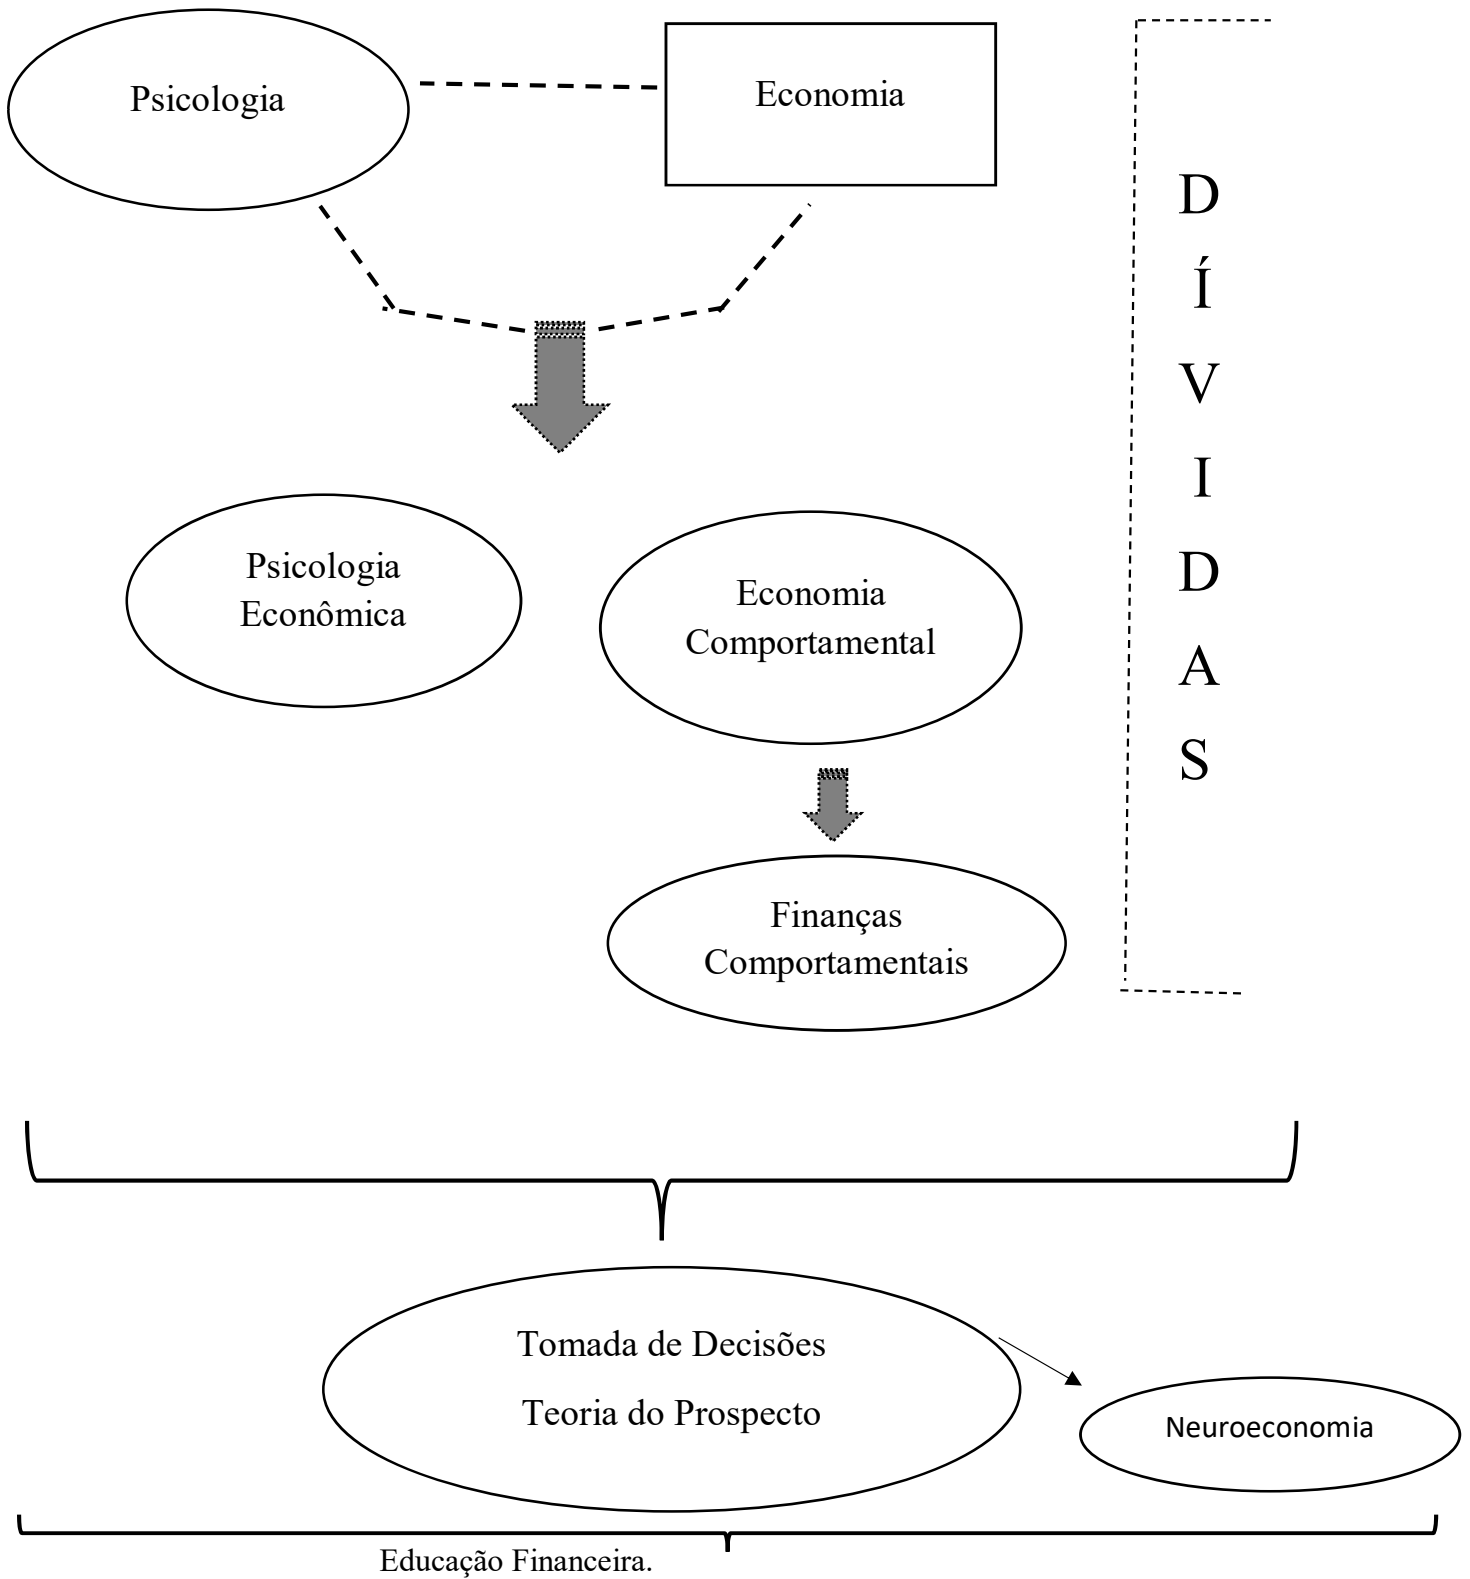 Psicologia
Economia
D
Í
V
I
D
A
S
Psicologia
Econômica
Economia
Comportamental
Finanças
Comportamentais
Tomada de Decisões
Teoria do Prospecto
Neuroeconomia
Educação Financeira.